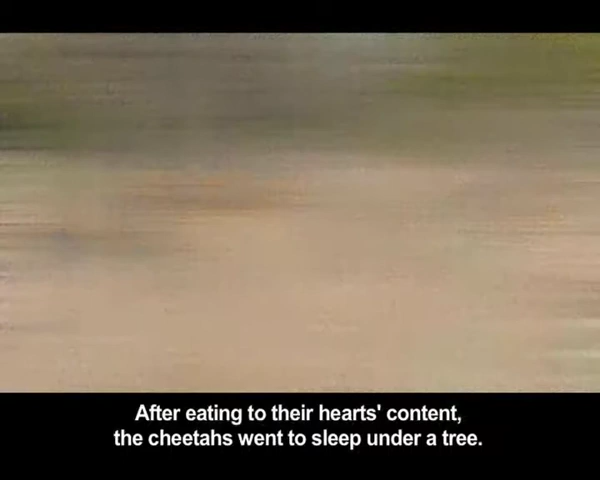 After eating to their hearts' content,
the cheetahs went to sleep under a tree.